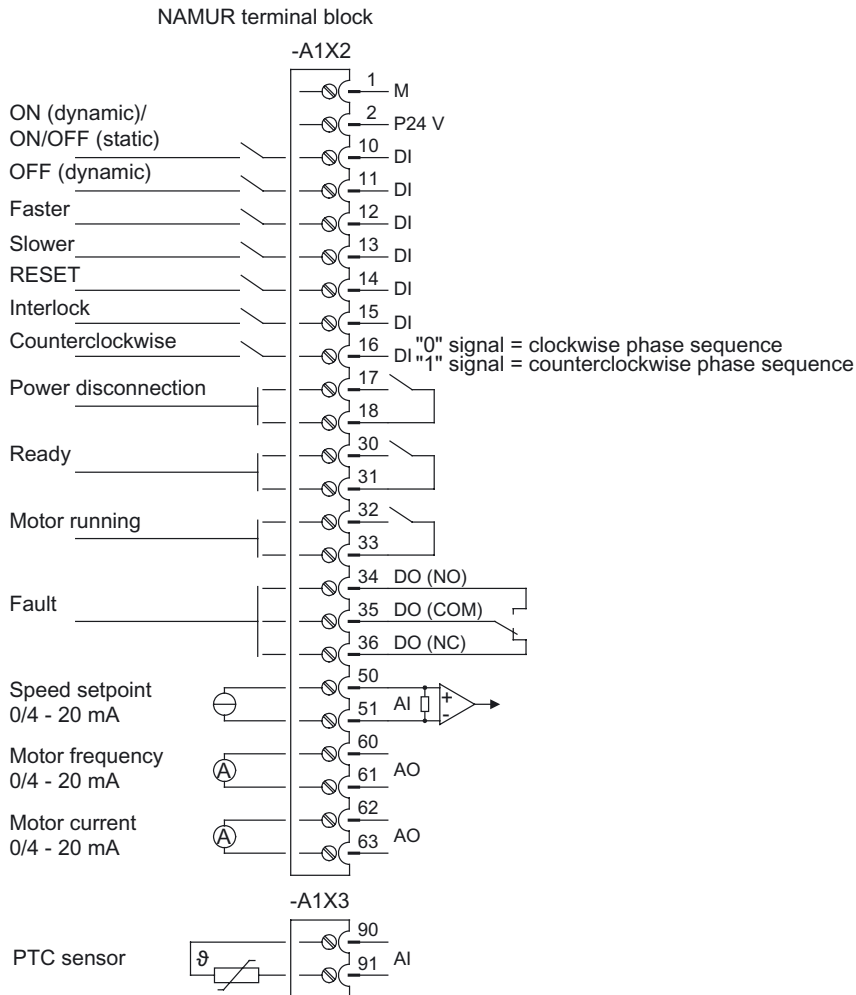 NAMUR terminal block
-A1X2
1 M
ON (dynamic)/
2 P24 V
ON/OFF (static)
10 DI
OFF (dynamic)
11 DI
Faster
12 DI
Slower
13 DI
RESET
14 DI
Interlock
15 DI
Counterclockwise
16 DI
"0" signal = clockwise phase sequence
"1" signal = counterclockwise phase sequence
Power disconnection
17
18
Ready
30
31
Motor running
32
33
Fault
34 DO (NO)
35 DO (COM)
36 DO (NC)
Speed setpoint
0/4 - 20 mA
50
51 AI
+
-
Motor frequency
0/4 - 20 mA
A
60
61 AO
Motor current
0/4 - 20 mA
A
62
63 AO
-A1X3
PTC sensor
ϑ
90
91 AI